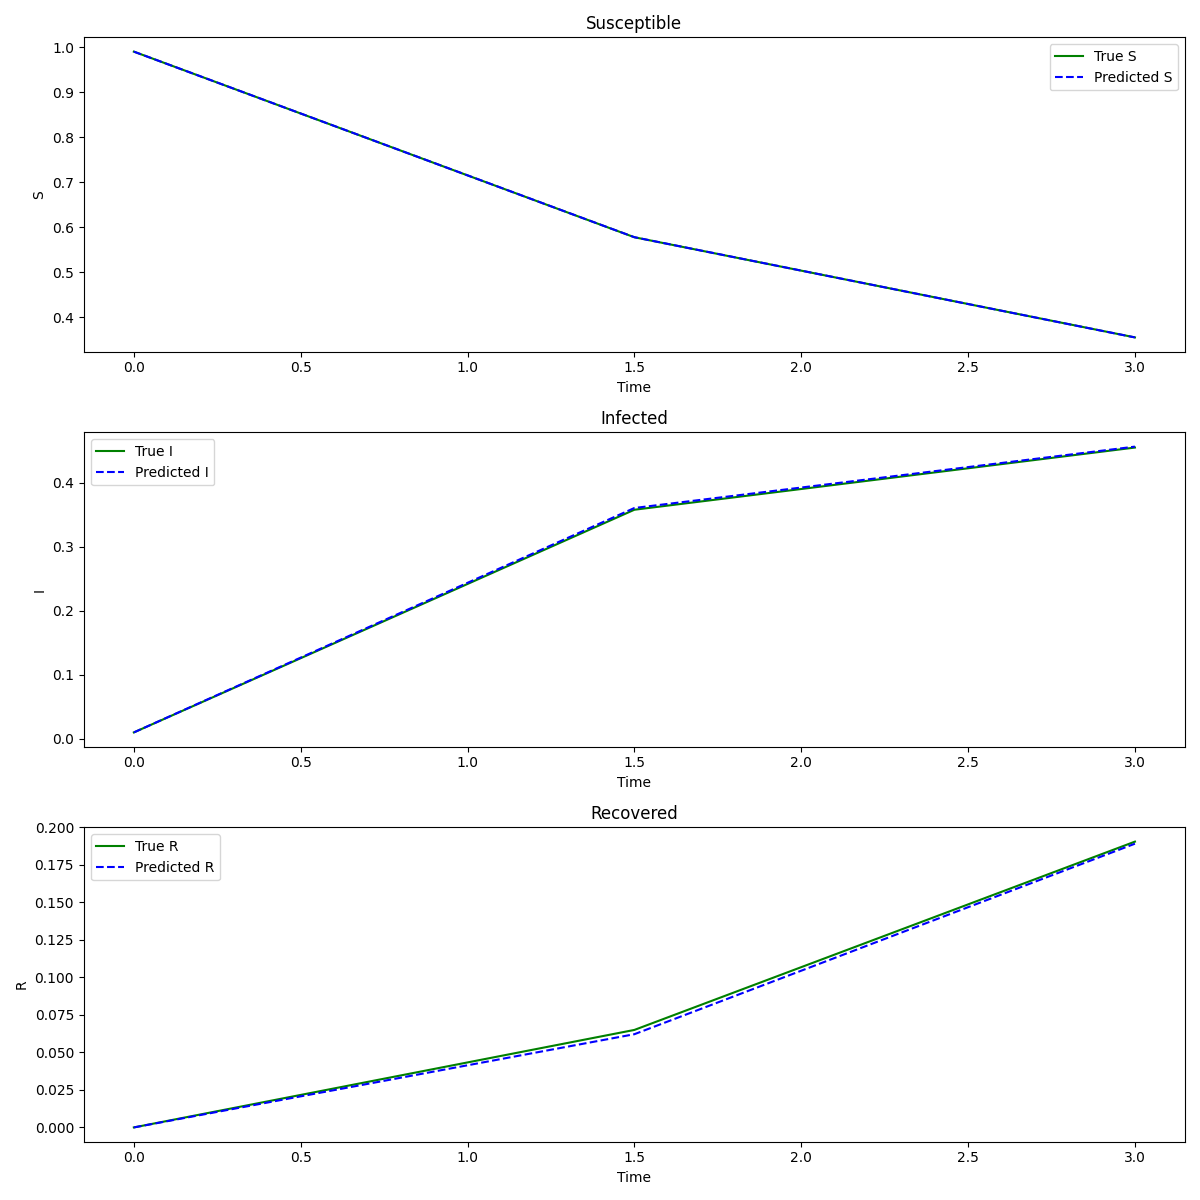 Susceptible
True S
Predicted S
1.0
0.9
0.8
0.7
0.6
0.5
0.4
S
0.0 0.5 1.0 1.5 2.0 2.5 3.0
Time
Infected
True I
Predicted I
0.4
0.3
0.2
0.1
0.0
I
0.0 0.5 1.0 1.5 2.0 2.5 3.0
Time
Recovered
True R
Predicted R
0.200
0.175
0.150
0.125
0.100
0.075
0.050
0.025
0.000
R
0.0 0.5 1.0 1.5 2.0 2.5 3.0
Time